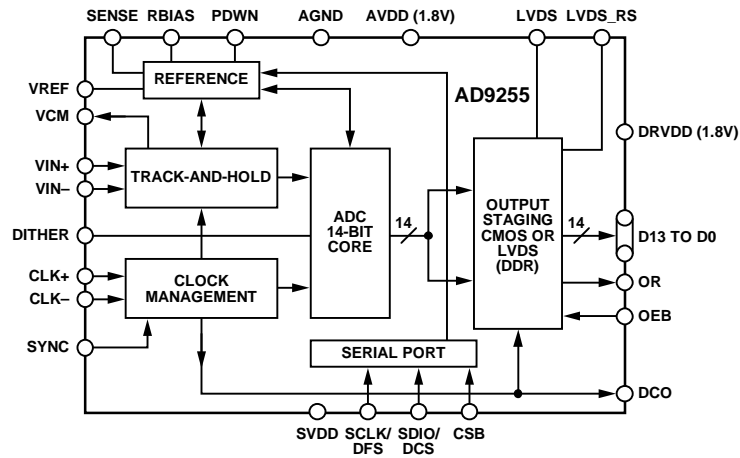 SENSE RBIAS PDWN AGND AVDD (1.8V) LVDS LVDS_RS
REFERENCE
AD9255
VREF
VCM
DRVDD (1.8V)
VIN+
VIN–
TRACK-AND-HOLD
ADC
14-BIT
CORE
14
OUTPUT
STAGING
CMOS OR
LVDS
(DDR)
14
D13 TO D0
DITHER
CLK+
CLK–
CLOCK
MANAGEMENT
OR
OEB
SYNC
SERIAL PORT
DCO
SVDD
SCLK/
DFS
SDIO/
DCS
CSB